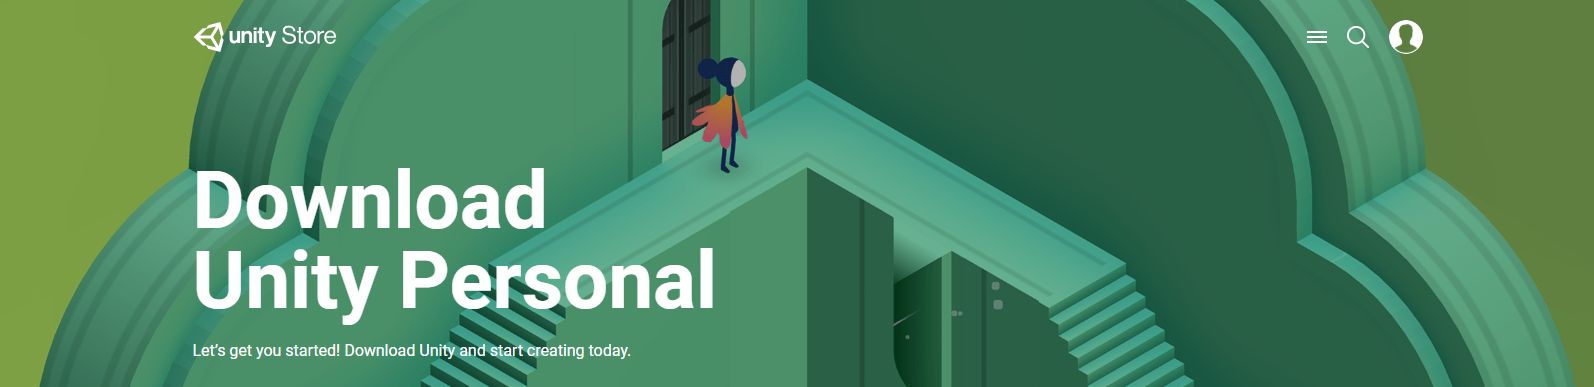 unity Store
Download
Unity Personal
Let's get you started! Download Unity and start creating today.